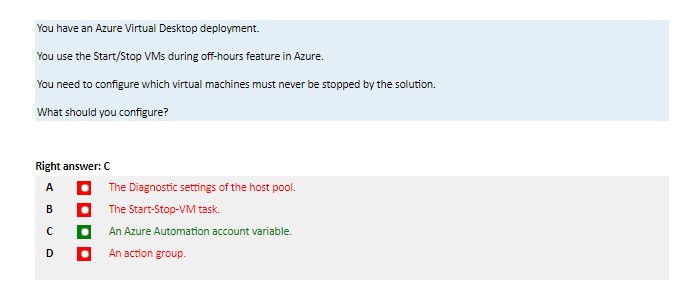 You have an Azure Virtual Desktop deployment.
You use the Start/Stop VMs during off-hours feature in Azure.
You need to configure which virtual machines must never be stopped by the solution.
What should you configure?
Right answer: C
A The Diagnostic settings of the host pool.
B The Start-Stop-VM task.
C An Azure Automation account variable.
D An action group.